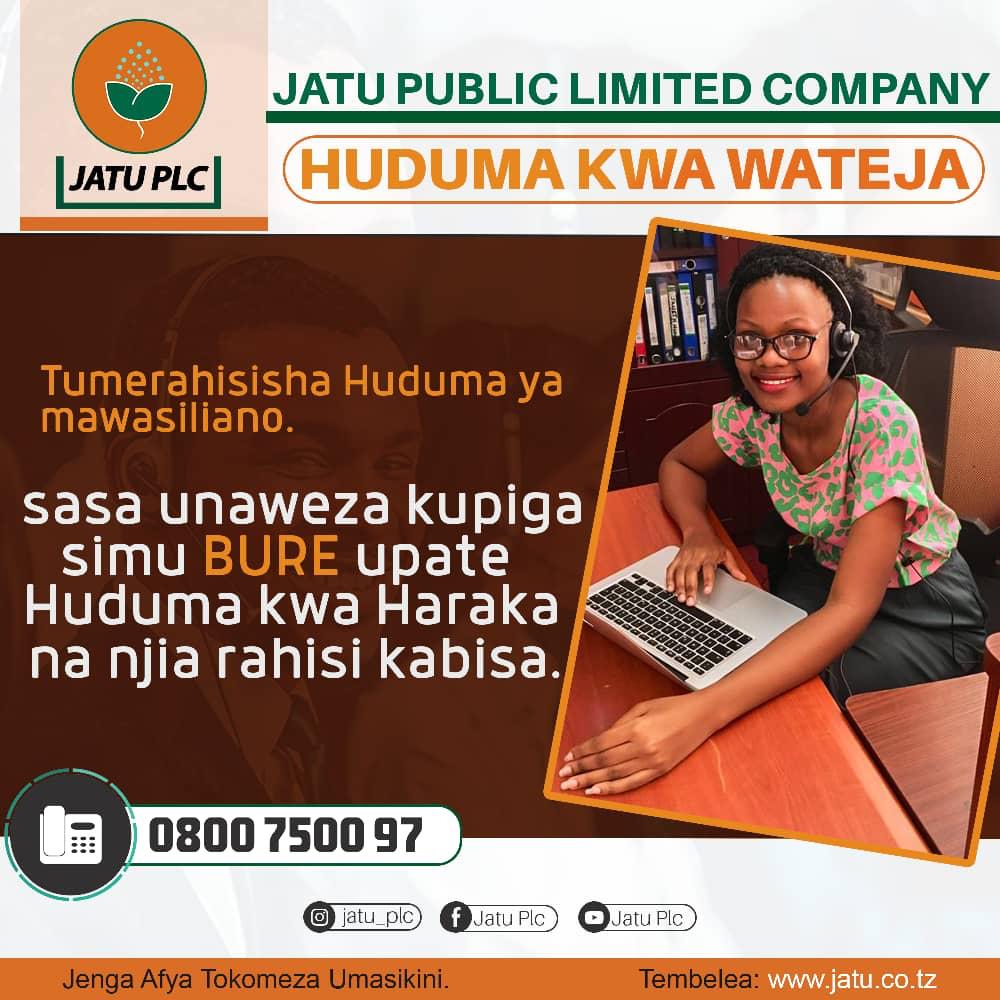 JATU PLC
JATU PUBLIC LIMITED COMPANY
HUDUMA KWA WATEJA
Tumerahisisha Huduma ya
mawasiliano.
sasa unaweza kupiga
simu BURE upate
Huduma kwa Haraka
na njia rahisi kabisa.
0800 7500 97
jatu_plc
Jatu Plc
Jatu Plc
Jenga Afya Tokomeza Umasikini.
Tembelea: www.jatu.co.tz